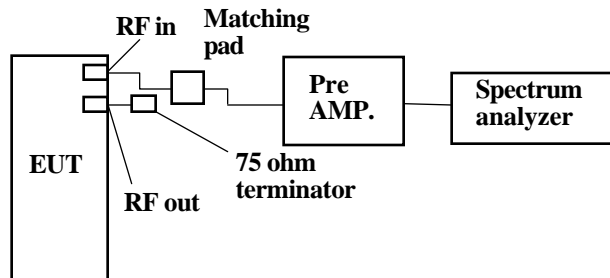 RF in
Matching
pad
Pre
AMP.
Spectrum
analyzer
EUT
75 ohm
terminator
RF out